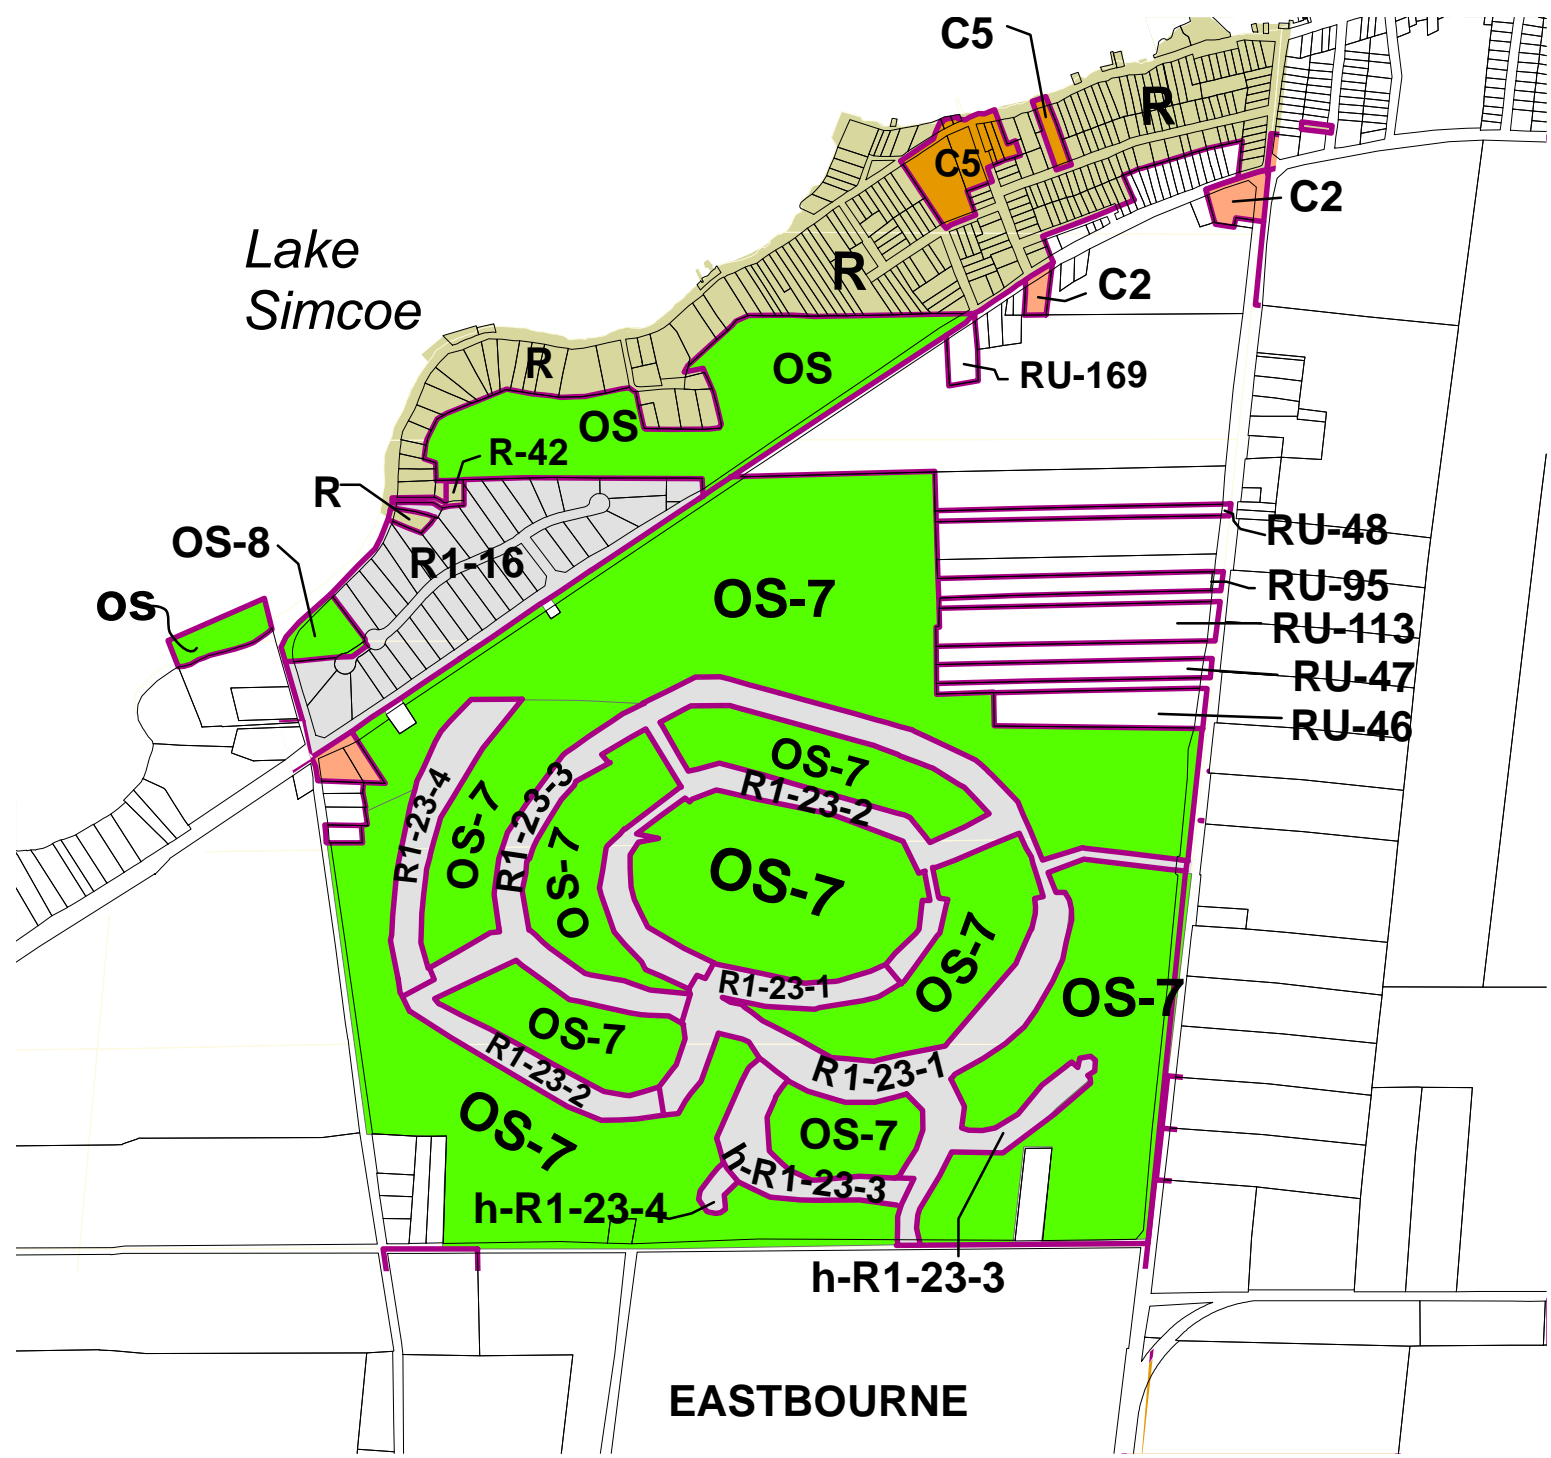 C5
R
C5
C2
Lake
Simcoe
R
C2
R
OS
RU-169
OS
R-42
R
OS-8
R1-16
RU-48
os
OS-7
RU-95
RU-113
RU-47
RU-46
OS-7
R1-23-2
R1-23-4
OS-7
R1-23-3
OS-7
OS-7
OS-7
R1-23-1
OS-7
OS-7
R1-23-2
R1-23-1
OS-7
OS-7
h-R1-23-3
h-R1-23-4
h-R1-23-3
EASTBOURNE